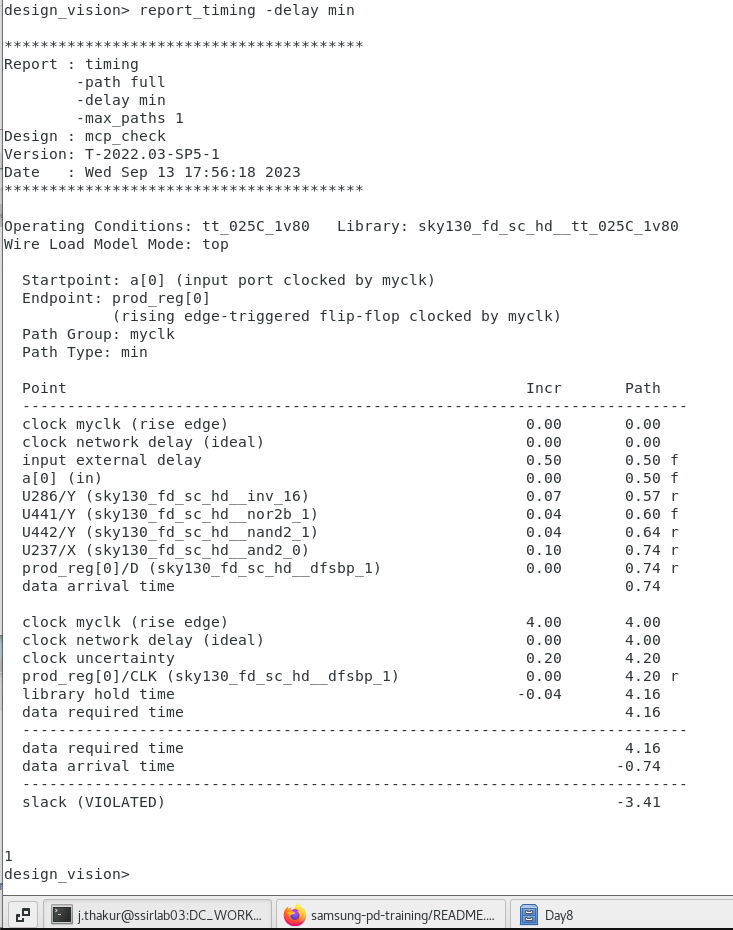 design_vision> report_timing -delay min
****************************************
Report : timing
        -path full
        -delay min
        -max_paths 1
Design : mcp_check
Version: T-2022.03-SP5-1
Date   : Wed Sep 13 17:56:18 2023
****************************************
Operating Conditions: tt_025C_1v80   Library: sky130_fd_sc_hd__tt_025C_1v80
Wire Load Model Mode: top
  Startpoint: a[0] (input port clocked by myclk)
  Endpoint: prod_reg[0]
            (rising edge-triggered flip-flop clocked by myclk)
  Path Group: myclk
  Path Type: min
  Point                                                   Incr       Path
  --------------------------------------------------------------------------
  clock myclk (rise edge)                                 0.00       0.00
  clock network delay (ideal)                             0.00       0.00
  input external delay                                    0.50       0.50 f
  a[0] (in)                                               0.00       0.50 f
  U286/Y (sky130_fd_sc_hd__inv_16)                        0.07       0.57 r
  U441/Y (sky130_fd_sc_hd__nor2b_1)                       0.04       0.60 f
  U442/Y (sky130_fd_sc_hd__nand2_1)                       0.04       0.64 r
  U237/X (sky130_fd_sc_hd__and2_0)                        0.10       0.74 r
  prod_reg[0]/D (sky130_fd_sc_hd__dfsbp_1)                0.00       0.74 r
  data arrival time                                                  0.74
  clock myclk (rise edge)                                 4.00       4.00
  clock network delay (ideal)                             0.00       4.00
  clock uncertainty                                       0.20       4.20
  prod_reg[0]/CLK (sky130_fd_sc_hd__dfsbp_1)              0.00       4.20 r
  library hold time                                      -0.04       4.16
  data required time                                                 4.16
  --------------------------------------------------------------------------
  data required time                                                 4.16
  data arrival time                                                 -0.74
  --------------------------------------------------------------------------
  slack (VIOLATED)                                                  -3.41
1
design_vision>
j.thakur@ssirlab03:DC_WORK... samsung-pd-training/README.... Day8